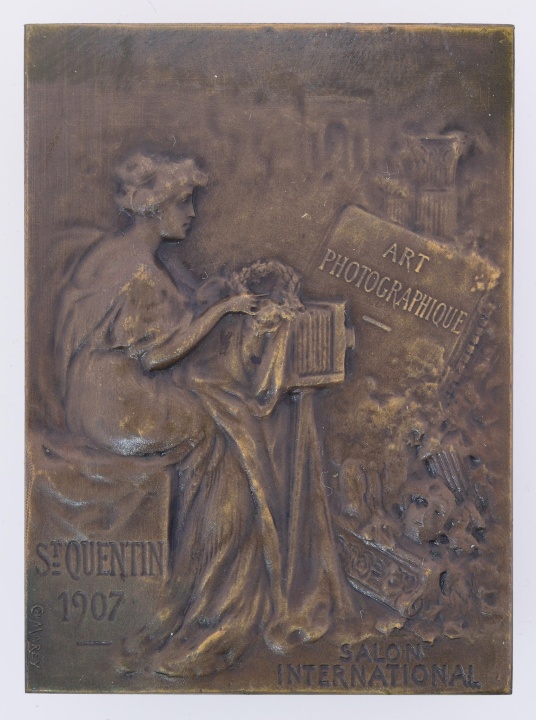 ART
PHOTOGRAPHIQUE
ST QUENTIN
1907
SALON
INTERNATIONAL